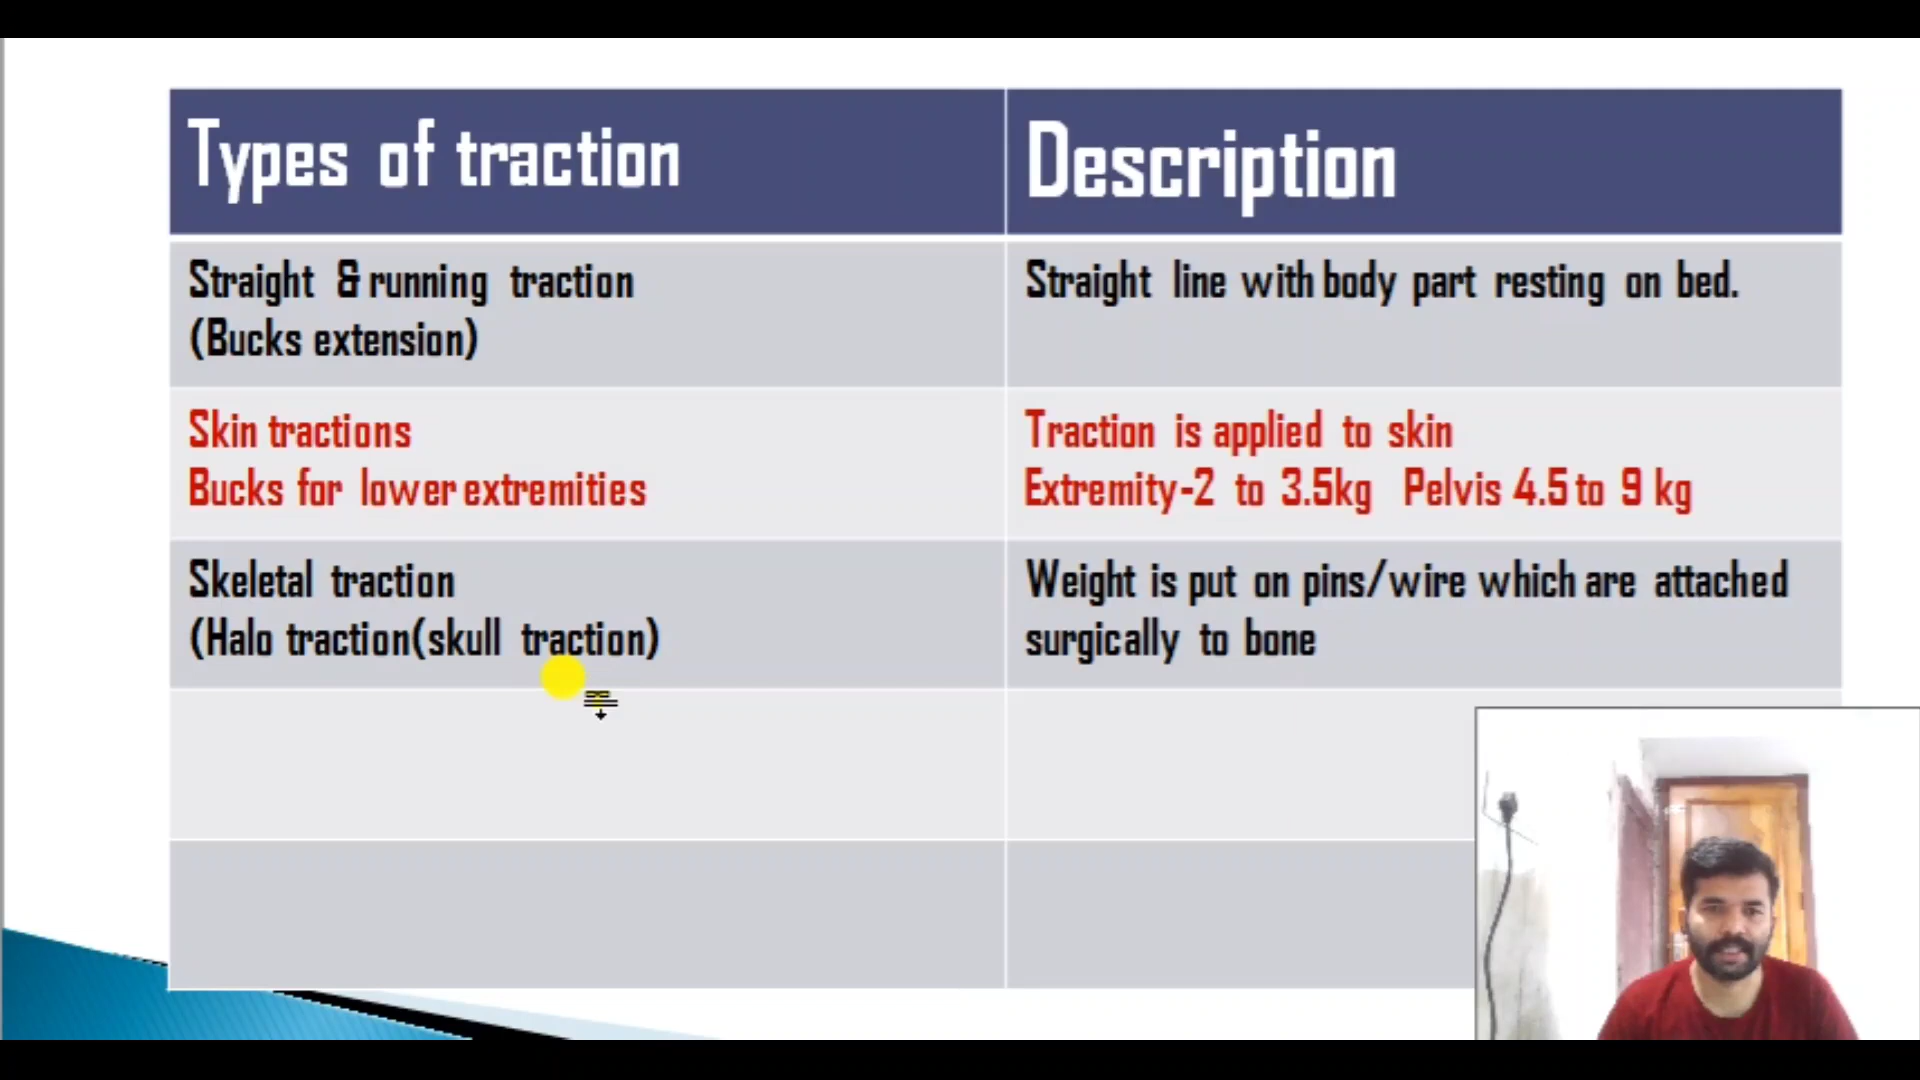 Types of traction
Description
Straight & running traction
(Bucks extension)
Straight line with body part resting on bed.
Skin tractions
Bucks for lower extremities
Traction is applied to skin
Extremity-2 to 3.5kg Pelvis 4.5 to 9 kg
Skeletal traction
(Halo traction(skull traction)
Weight is put on pins/wire which are attached
surgically to bone